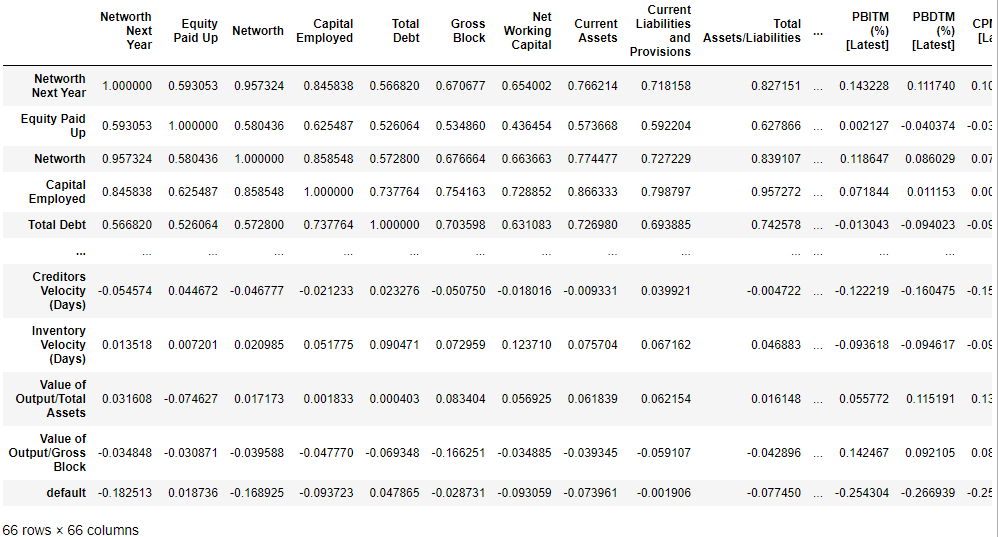 Networth
Next
Year
Equity
Paid Up
Networth
Capital
Employed
Total
Debt
Gross
Block
Net
Working
Capital
Current
Assets
Current
Liabilities
and
Provisions
Total
Assets/Liabilities
...
PBITM
(%)
[Latest]
PBDTM
(%)
[Latest]
CPM
[La
Networth
Next Year
1.000000 0.593053 0.957324 0.845838 0.566820 0.670677 0.654002 0.766214 0.718158 0.827151 ... 0.143228 0.111740 0.10
Equity Paid
Up
0.593053 1.000000 0.580436 0.625487 0.526064 0.534860 0.436454 0.573668 0.592204 0.627866 ... 0.002127 -0.040374 -0.03
Networth 0.957324 0.580436 1.000000 0.858548 0.572800 0.676664 0.663663 0.774477 0.727229 0.839107 ... 0.118647 0.086029 0.07
Capital
Employed
0.845838 0.625487 0.858548 1.000000 0.737764 0.754163 0.728852 0.866333 0.798797 0.957272 ... 0.071844 0.011153 0.00
Total Debt 0.566820 0.526064 0.572800 0.737764 1.000000 0.703598 0.631083 0.726980 0.693885 0.742578 ... -0.013043 -0.094023 -0.09
... ... ... ... ... ... ... ... ... ... ... ... ... ...
Creditors
Velocity
(Days)
-0.054574 0.044672 -0.046777 -0.021233 0.023276 -0.050750 -0.018016 -0.009331 0.039921 -0.004722 ... -0.122219 -0.160475 -0.15
Inventory
Velocity
(Days)
0.013518 0.007201 0.020985 0.051775 0.090471 0.072959 0.123710 0.075704 0.067162 0.046883 ... -0.093618 -0.094617 -0.09
Value of
Output/Total
Assets
0.031608 -0.074627 0.017173 0.001833 0.000403 0.083404 0.056925 0.061839 0.062154 0.016148 ... 0.055772 0.115191 0.13
Value of
Output/Gross
Block
-0.034848 -0.030871 -0.039588 -0.047770 -0.069348 -0.166251 -0.034885 -0.039345 -0.059107 -0.042896 ... 0.142467 0.092105 0.08
default -0.182513 0.018736 -0.168925 -0.093723 0.047865 -0.028731 -0.093059 -0.073961 -0.001906 -0.077450 ... -0.254304 -0.266939 -0.25
66 rows × 66 columns